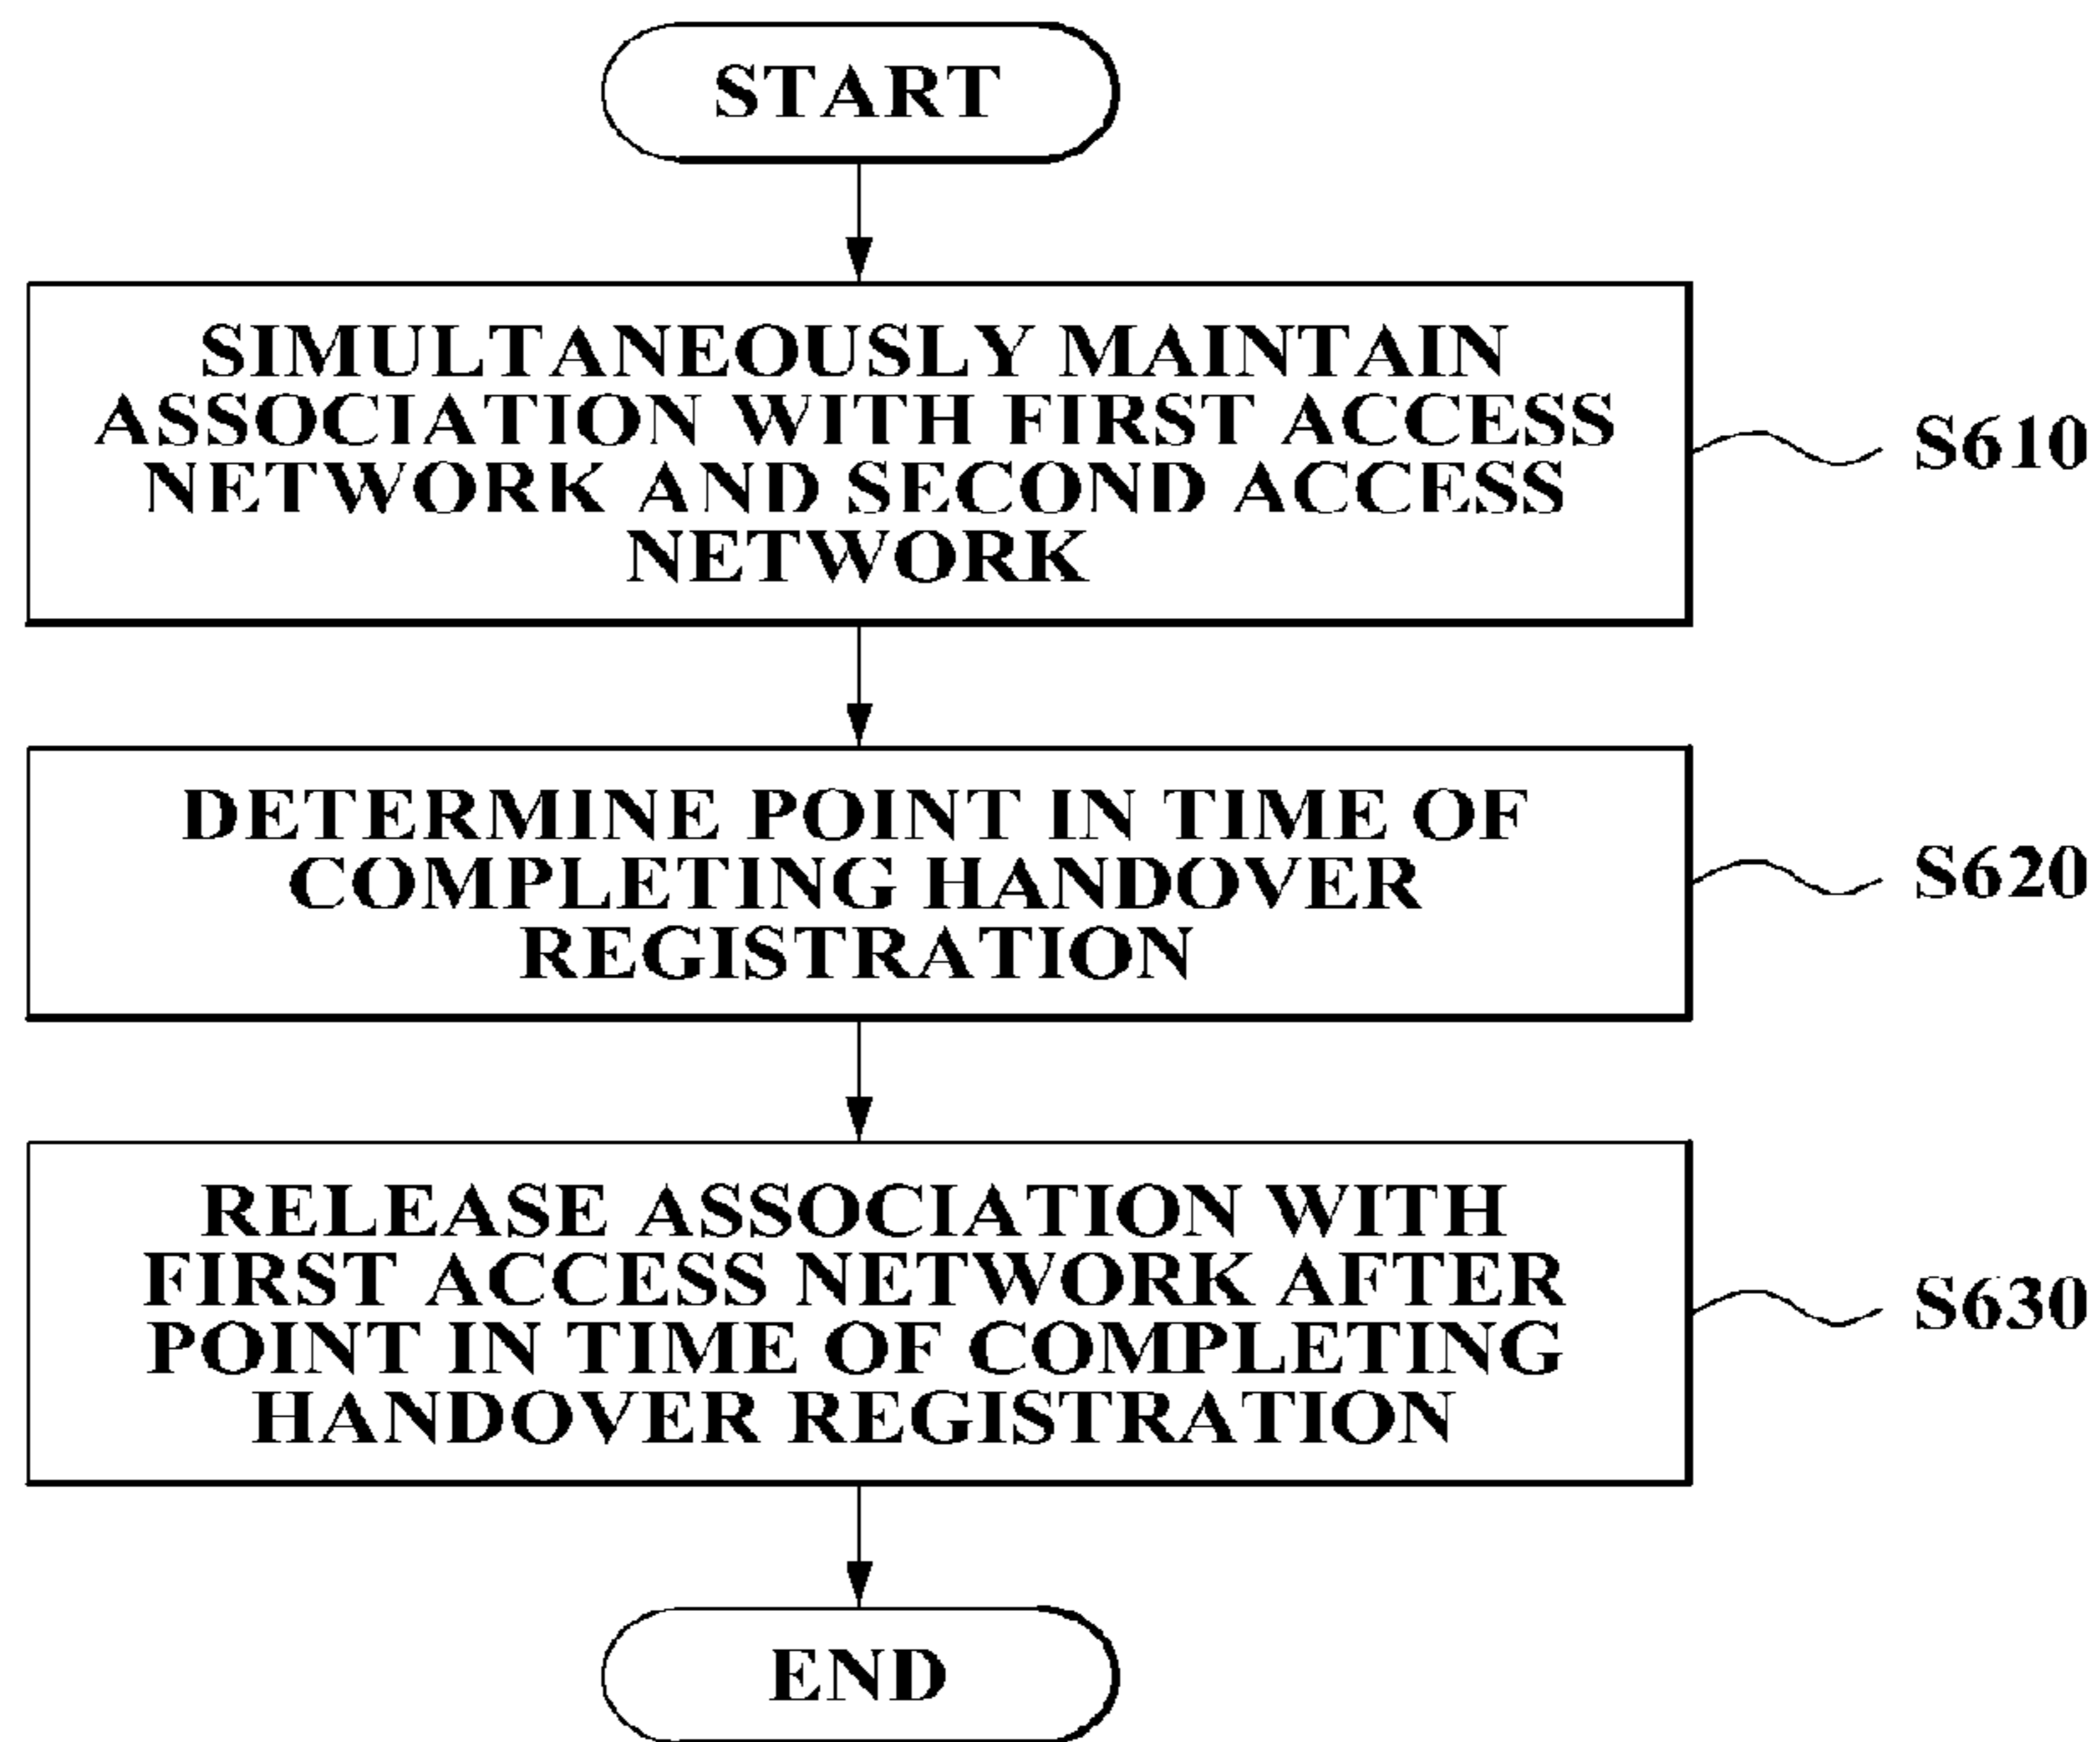 START
SIMULTANEOUSLY MAINTAIN
ASSOCIATION WITH FIRST ACCESS
NETWORK AND SECOND ACCESS
NETWORK
S610
DETERMINE POINT IN TIME OF
COMPLETING HANDOVER
REGISTRATION
S620
RELEASE ASSOCIATION WITH
FIRST ACCESS NETWORK AFTER
POINT IN TIME OF COMPLETING
HANDOVER REGISTRATION
S630
END